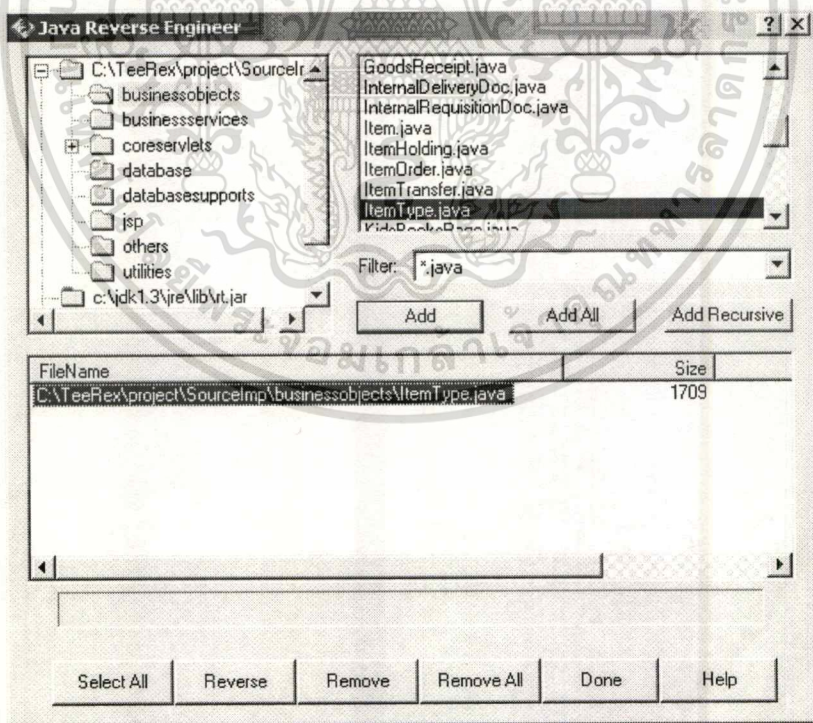 Java Reverse Engineer
C:\TeeRex\project\SourceIr
businessobjects
businessservices
coreservlets
database
databasesupports
jsp
others
utilities
c:\jdk1.3\jre\lib\rt.jar
GoodsReceipt.java
InternalDeliveryDoc.java
InternalRequisitionDoc.java
Item.java
ItemHolding.java
ItemOrder.java
ItemTransfer.java
ItemType.java
Filter: *.java
Add Add All Add Recursive
FileName Size
C:\TeeRex\project\SourceImp\businessobjects\ItemType.java 1709
Select All Reverse Remove Remove All Done Help